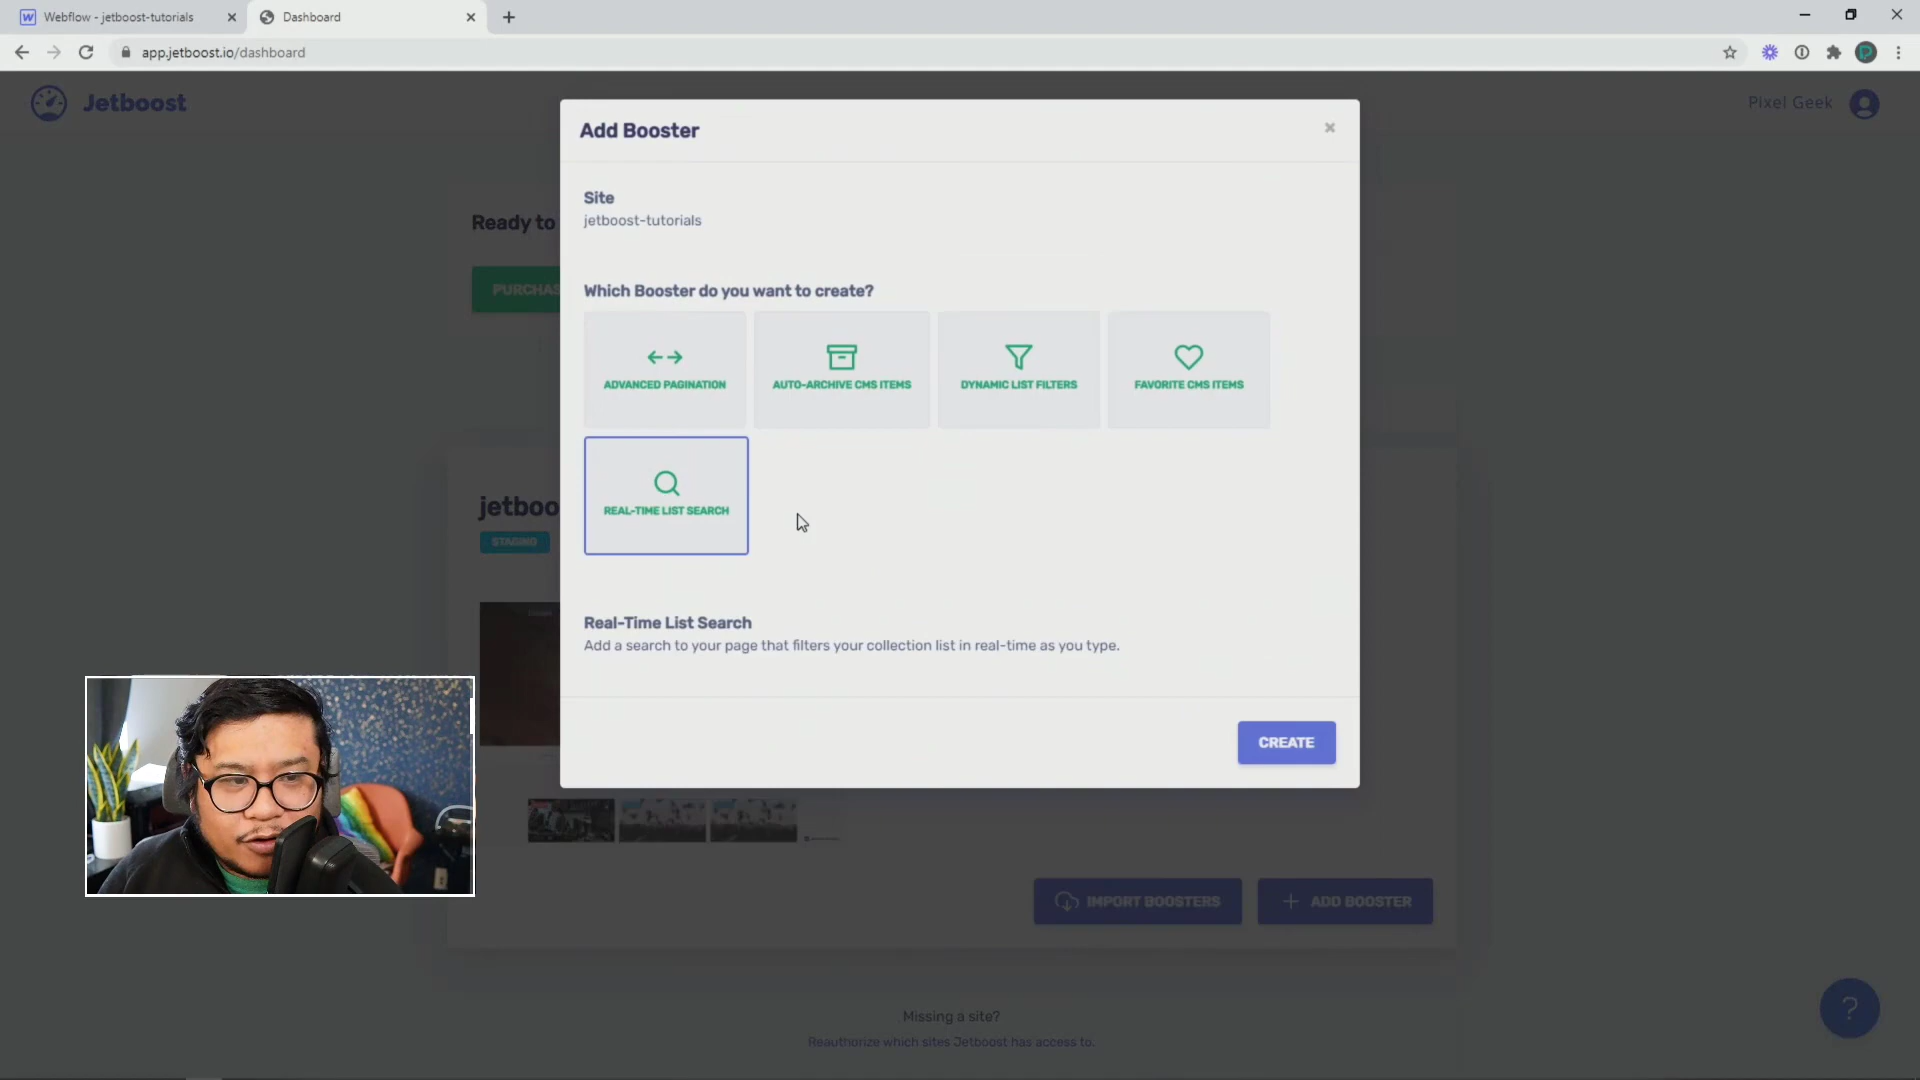 Webflow - jetboost-tutorials
Dashboard
app.jetboost.io/dashboard
Jetboost
Pixel Geek
Add Booster
Site
jetboost-tutorials
Ready to
PURCHAS
Which Booster do you want to create?
ADVANCED PAGINATION
AUTO-ARCHIVE CMS ITEMS
DYNAMIC LIST FILTERS
FAVORITE CMS ITEMS
REAL-TIME LIST SEARCH
jetboo
STAGING
Real-Time List Search
Add a search to your page that filters your collection list in real-time as you type.
CREATE
IMPORT BOOSTERS
ADD BOOSTER
Missing a site?
Reauthorize which sites Jetboost has access to.